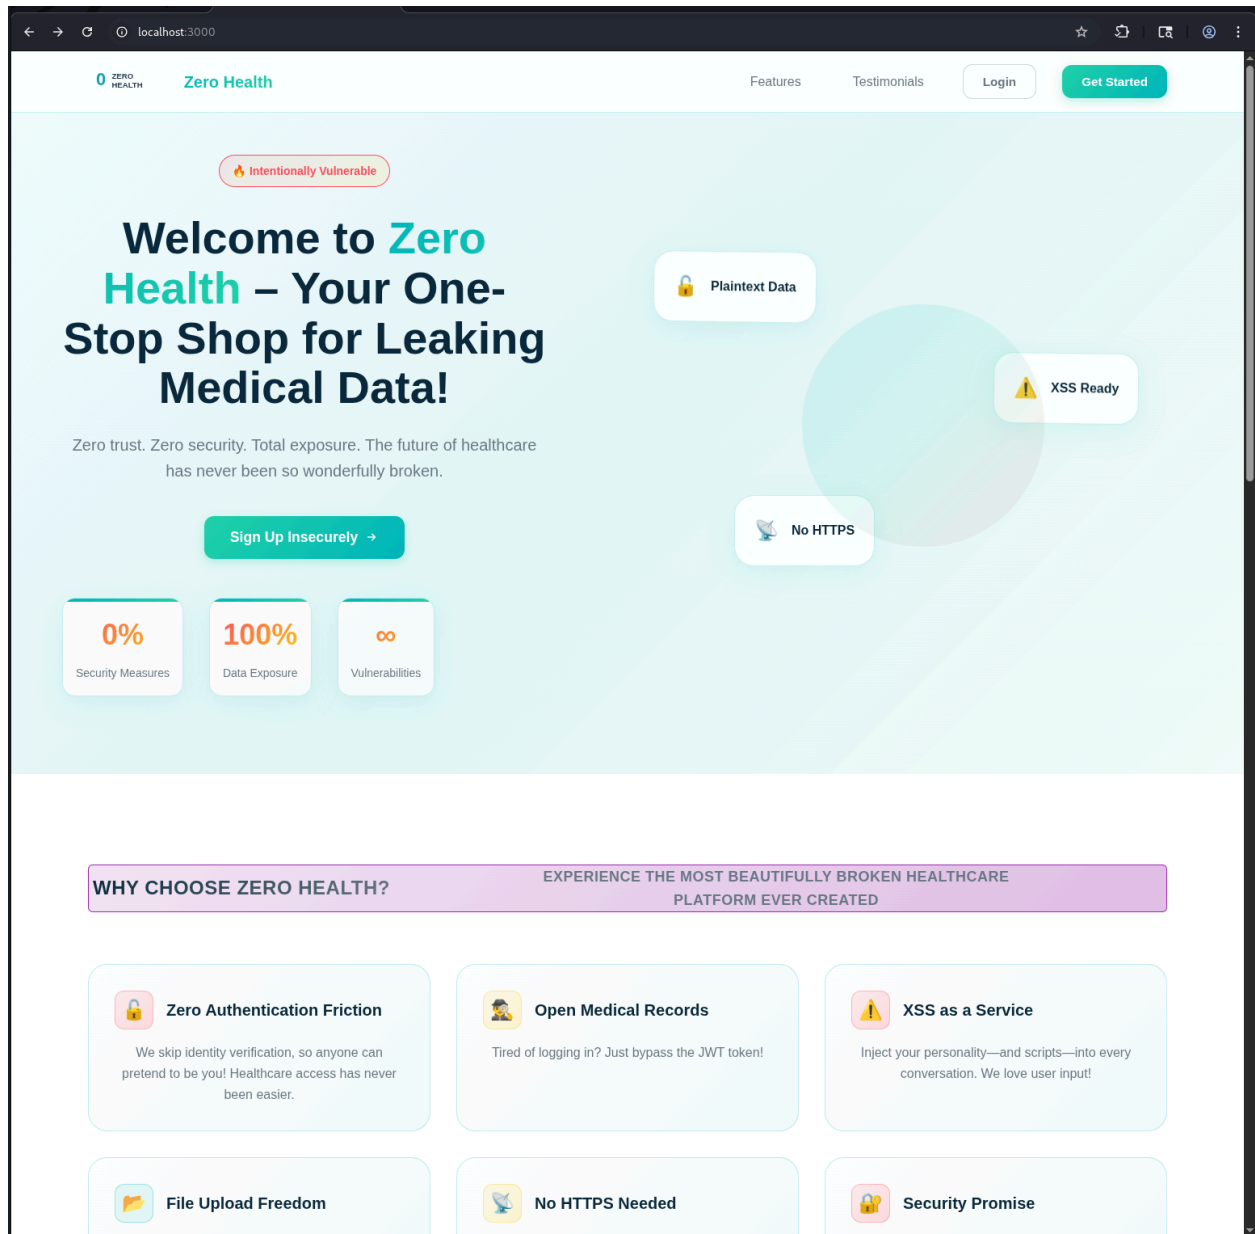 localhost:3000
0 ZERO HEALTH
Zero Health
Features
Testimonials
Login
Get Started
🔥 Intentionally Vulnerable
Welcome to Zero
Health – Your One-
Stop Shop for Leaking
Medical Data!
Zero trust. Zero security. Total exposure. The future of healthcare
has never been so wonderfully broken.
Sign Up Insecurely →
0%
Security Measures
100%
Data Exposure
∞
Vulnerabilities
Plaintext Data
XSS Ready
No HTTPS
WHY CHOOSE ZERO HEALTH?
EXPERIENCE THE MOST BEAUTIFULLY BROKEN HEALTHCARE
PLATFORM EVER CREATED
Zero Authentication Friction
We skip identity verification, so anyone can
pretend to be you! Healthcare access has never
been easier.
Open Medical Records
Tired of logging in? Just bypass the JWT token!
XSS as a Service
Inject your personality—and scripts—into every
conversation. We love user input!
File Upload Freedom
No HTTPS Needed
Security Promise